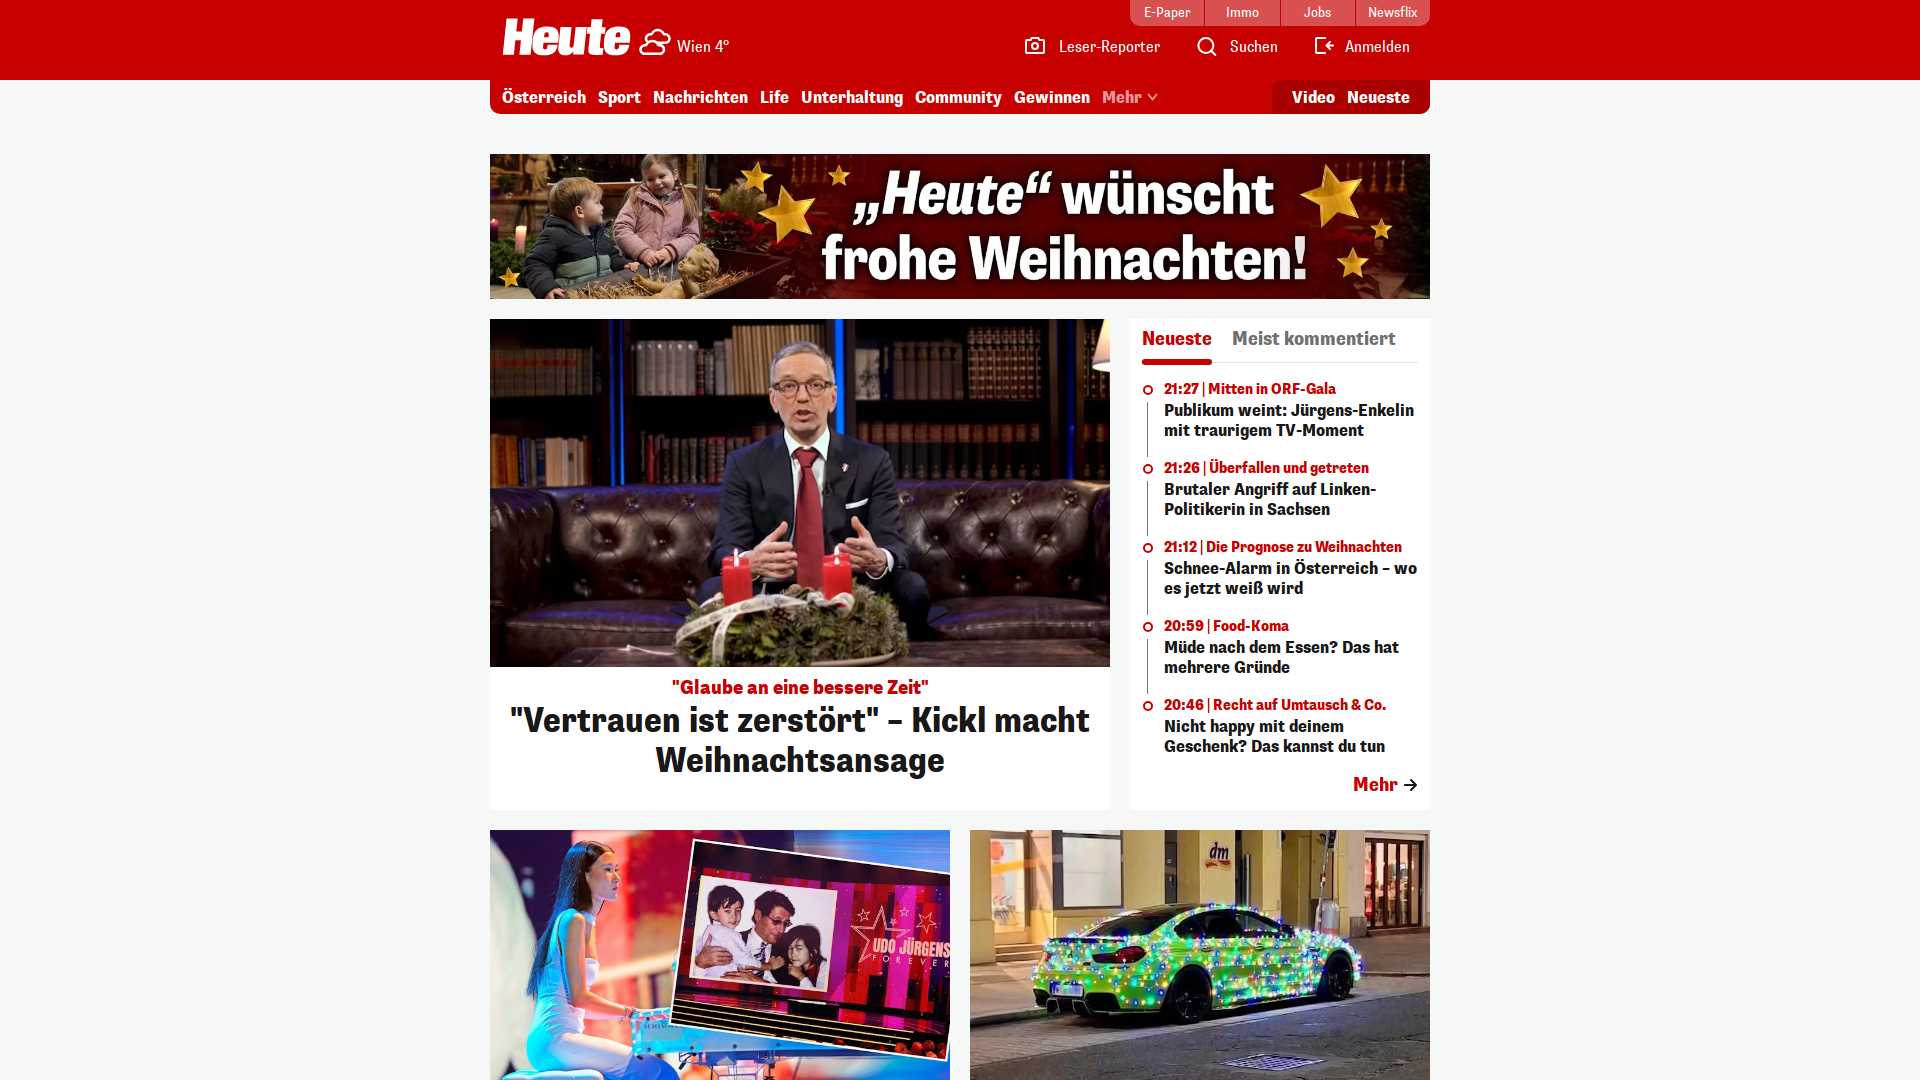 E-Paper
Immo
Jobs
Newsflix
Heute
Wien 4°
Leser-Reporter
Suchen
Anmelden
Österreich
Sport
Nachrichten
Life
Unterhaltung
Community
Gewinnen
Mehr
Video
Neueste
„Heute“ wünscht
frohe Weihnachten!
"Glaube an eine bessere Zeit"
"Vertrauen ist zerstört" – Kickl macht
Weihnachtsansage
Neueste
Meist kommentiert
21:27 | Mitten in ORF-Gala
Publikum weint: Jürgens-Enkelin
mit traurigem TV-Moment
21:26 | Überfallen und getreten
Brutaler Angriff auf Linken-
Politikerin in Sachsen
21:12 | Die Prognose zu Weihnachten
Schnee-Alarm in Österreich – wo
es jetzt weiß wird
20:59 | Food-Koma
Müde nach dem Essen? Das hat
mehrere Gründe
20:46 | Recht auf Umtausch & Co.
Nicht happy mit deinem
Geschenk? Das kannst du tun
Mehr
UDO JÜRGENS
FOREVER
dm